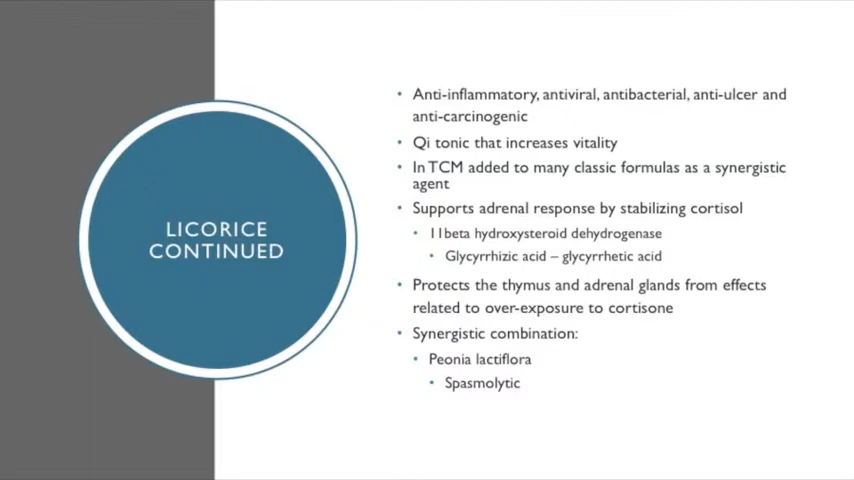 LICORICE
CONTINUED
• Anti-inflammatory, antiviral, antibacterial, anti-ulcer and
anti-carcinogenic
• Qi tonic that increases vitality
• In TCM added to many classic formulas as a synergistic
agent
• Supports adrenal response by stabilizing cortisol
• 11beta hydroxysteroid dehydrogenase
• Glycyrrhizic acid – glycyrrhetic acid
• Protects the thymus and adrenal glands from effects
related to over-exposure to cortisone
• Synergistic combination:
• Peonia lactiflora
• Spasmolytic